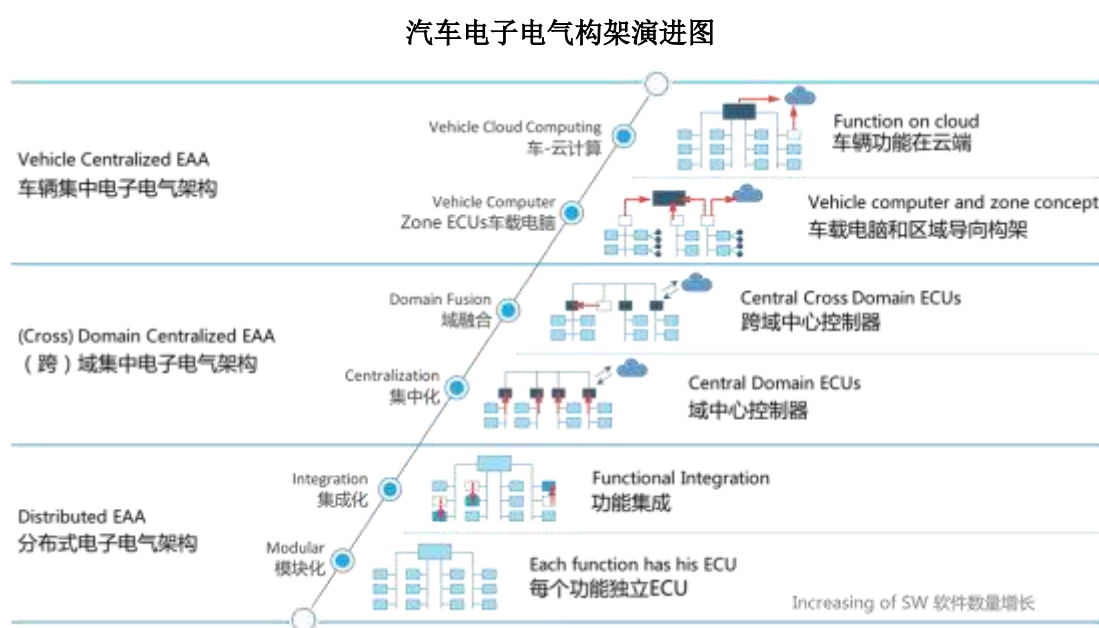 汽车电子电气构架演进图
Vehicle Cloud Computing
车-云计算
Function on cloud
车辆功能在云端
Vehicle Centralized EAA
车辆集中电子电气架构
Vehicle Computer
Zone ECUs车载电脑
Vehicle computer and zone concept
车载电脑和区域导向构架
Domain Fusion
域融合
Central Cross Domain ECUs
跨域中心控制器
(Cross) Domain Centralized EAA
（跨）域集中电子电气架构
Centralization
集中化
Central Domain ECUs
域中心控制器
Integration
集成化
Functional Integration
功能集成
Distributed EAA
分布式电子电气架构
Modular
模块化
Each function has his ECU
每个功能独立ECU
Increasing of SW 软件数量增长